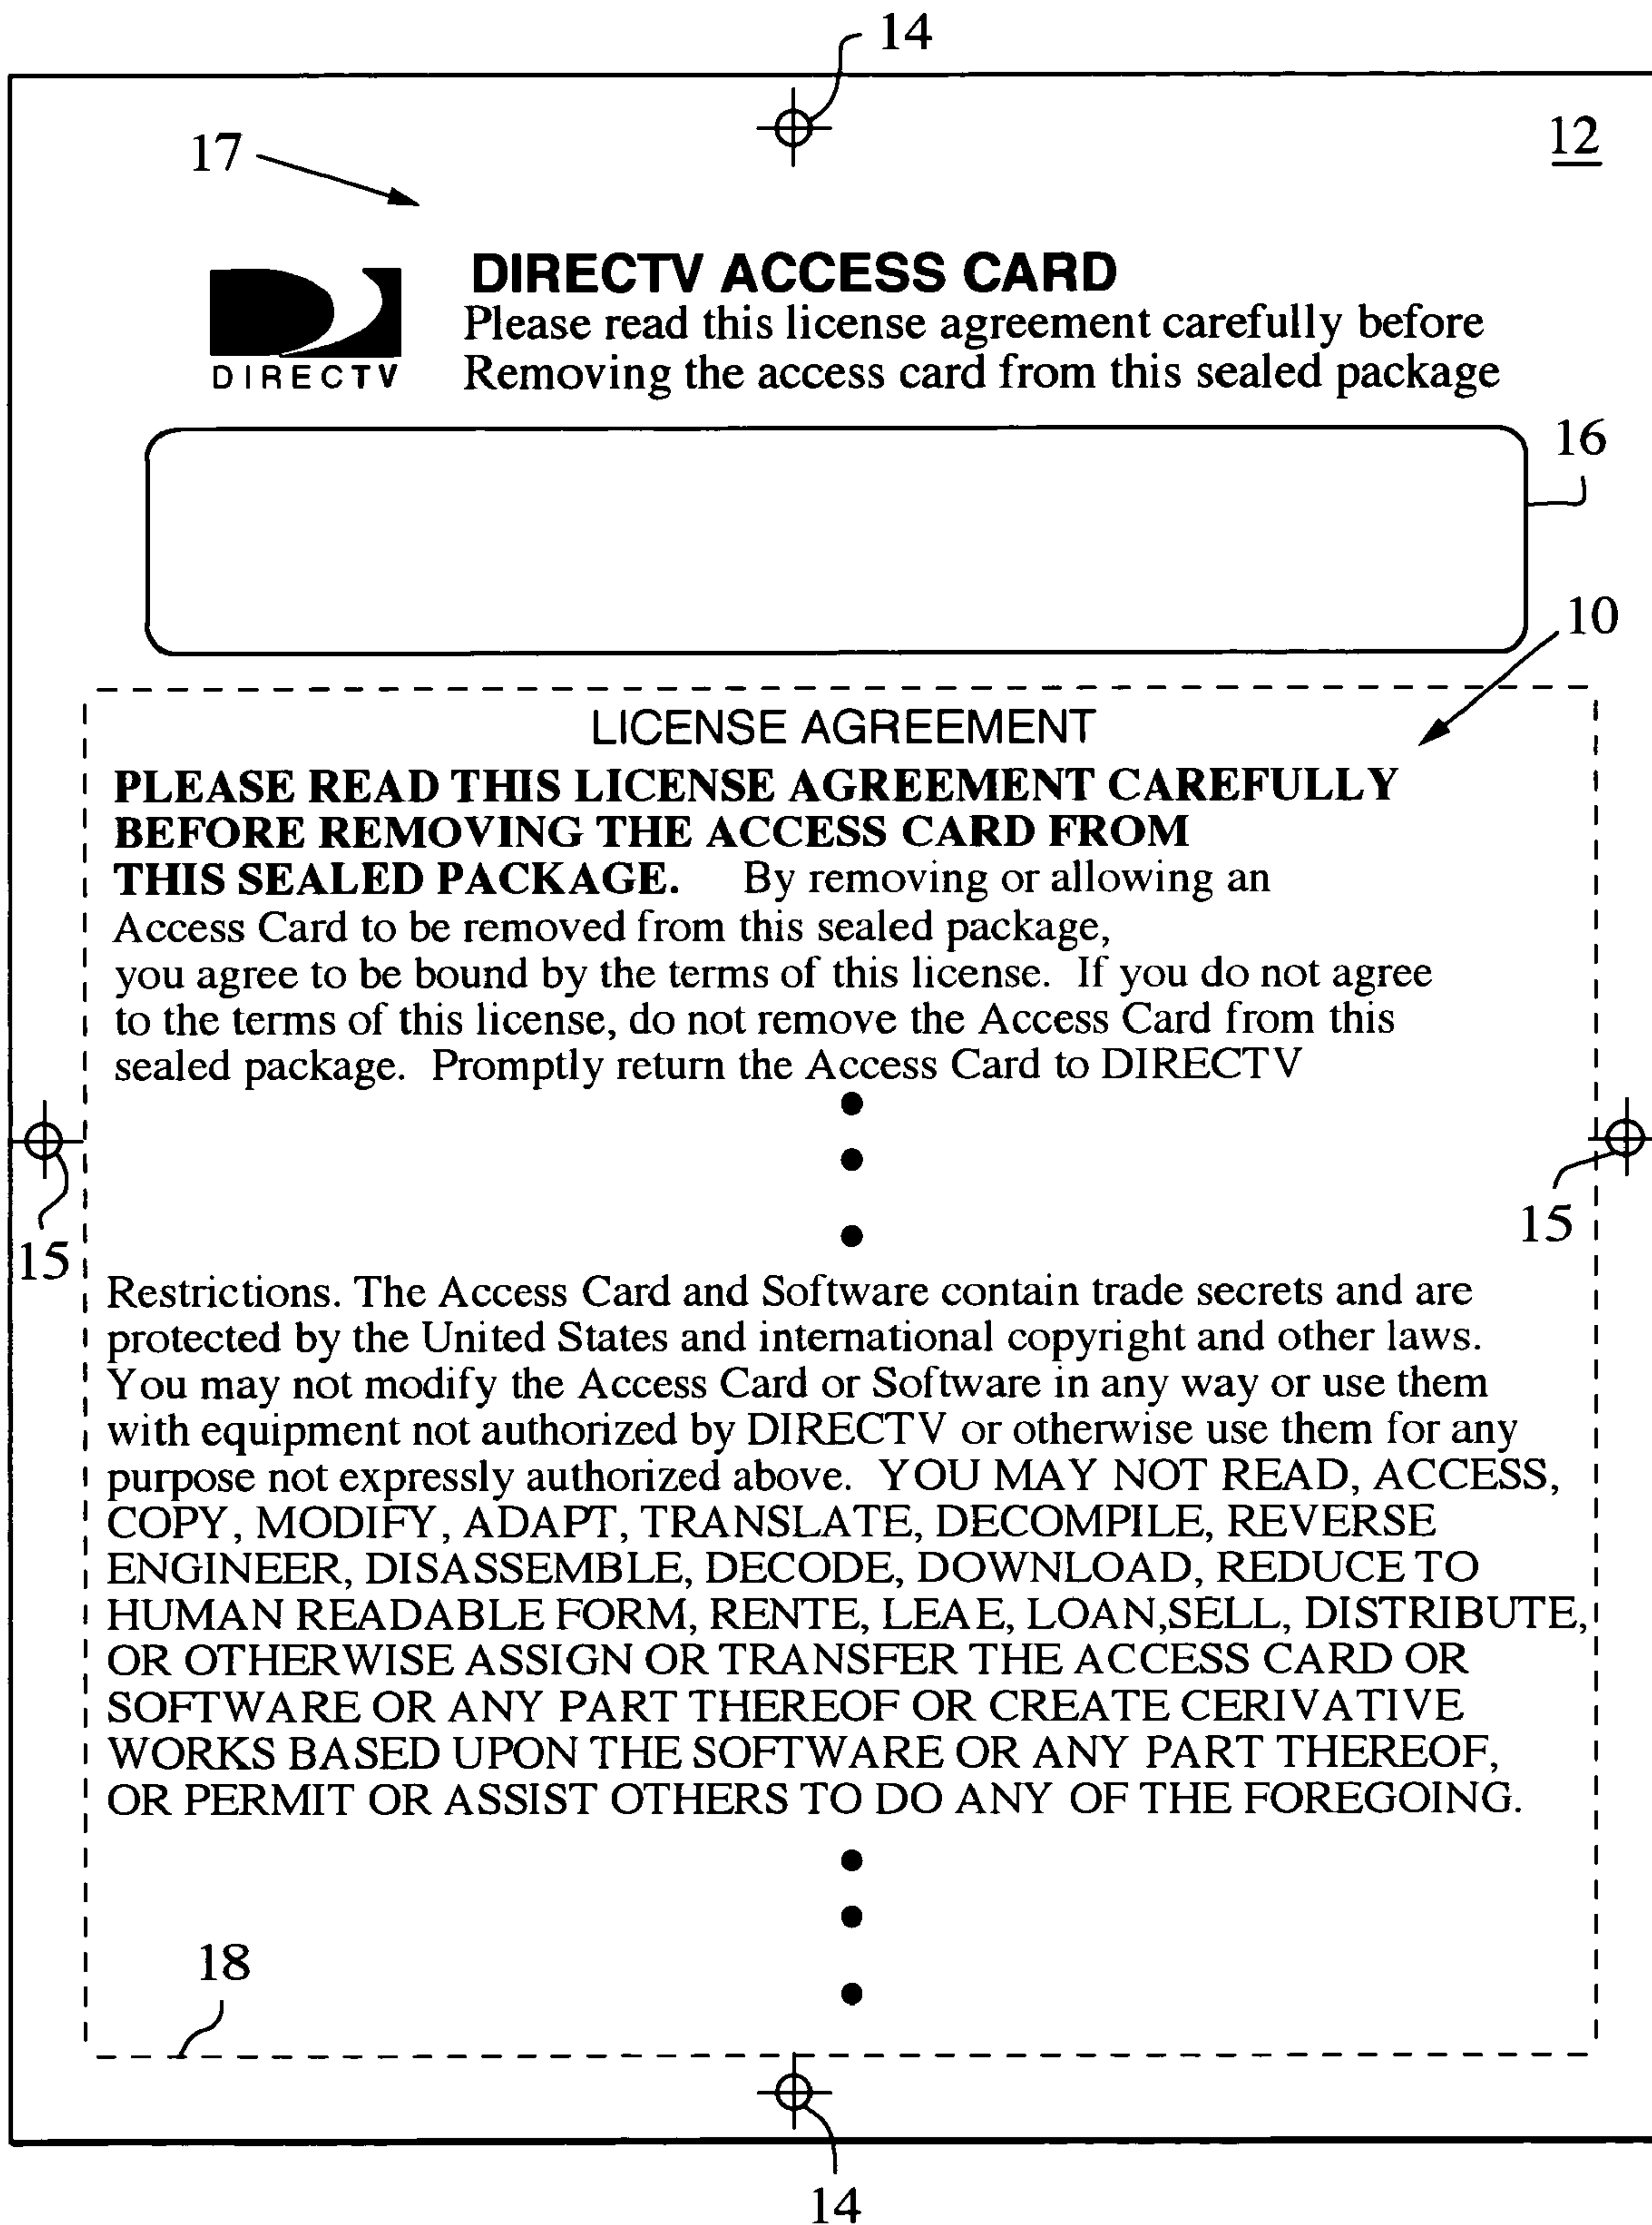 14
12
17
DIRECTV ACCESS CARD
Please read this license agreement carefully before
Removing the access card from this sealed package
DIRECTV
16
10
LICENSE AGREEMENT
PLEASE READ THIS LICENSE AGREEMENT CAREFULLY
BEFORE REMOVING THE ACCESS CARD FROM
THIS SEALED PACKAGE. By removing or allowing an
Access Card to be removed from this sealed package,
you agree to be bound by the terms of this license. If you do not agree
to the terms of this license, do not remove the Access Card from this
sealed package. Promptly return the Access Card to DIRECTV
15
15
Restrictions. The Access Card and Software contain trade secrets and are
protected by the United States and international copyright and other laws.
You may not modify the Access Card or Software in any way or use them
with equipment not authorized by DIRECTV or otherwise use them for any
purpose not expressly authorized above. YOU MAY NOT READ, ACCESS,
COPY, MODIFY, ADAPT, TRANSLATE, DECOMPILE, REVERSE
ENGINEER, DISASSEMBLE, DECODE, DOWNLOAD, REDUCE TO
HUMAN READABLE FORM, RENTE, LEAE, LOAN,SELL, DISTRIBUTE,
OR OTHERWISE ASSIGN OR TRANSFER THE ACCESS CARD OR
SOFTWARE OR ANY PART THEREOF OR CREATE CERIVATIVE
WORKS BASED UPON THE SOFTWARE OR ANY PART THEREOF,
OR PERMIT OR ASSIST OTHERS TO DO ANY OF THE FOREGOING.
18
14